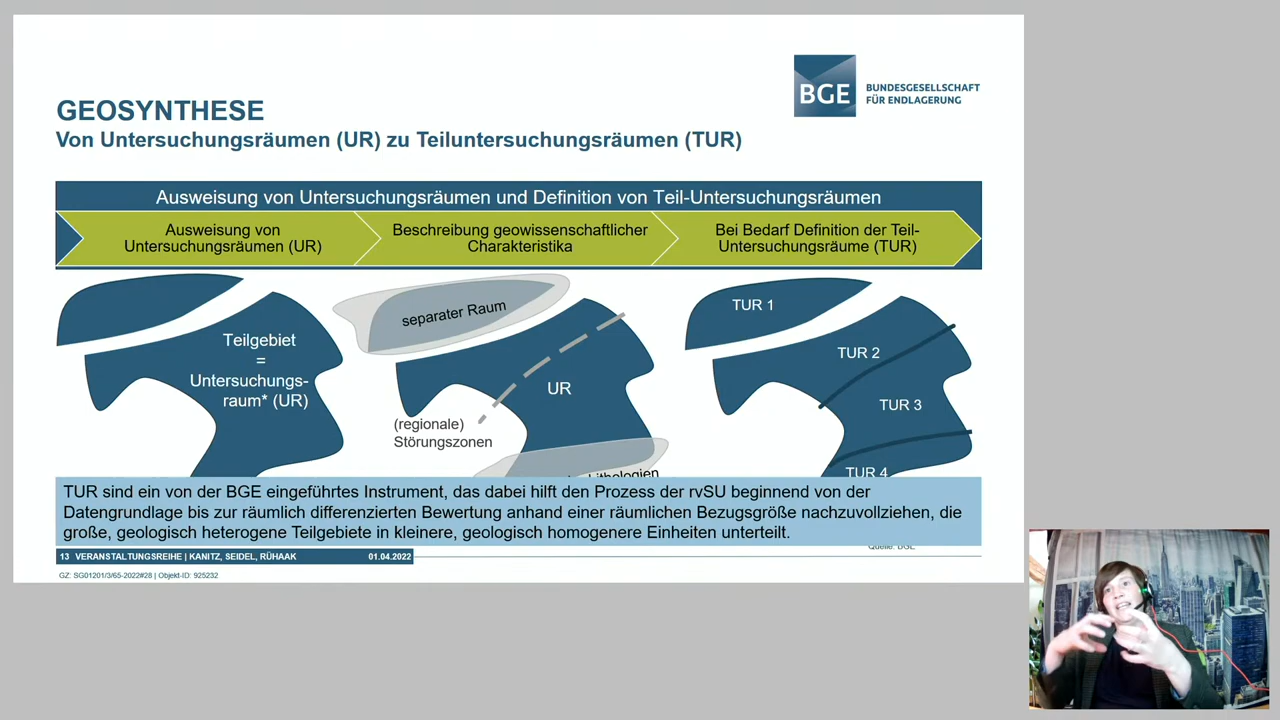 BGE
BUNDESGESELLSCHAFT
FÜR ENDLAGERUNG
GEOSYNTHESE
Von Untersuchungsräumen (UR) zu Teiluntersuchungsräumen (TUR)
Ausweisung von Untersuchungsräumen und Definition von Teil-Untersuchungsräumen
Ausweisung von
Untersuchungsräumen (UR)
Beschreibung geowissenschaftlicher
Charakteristika
Bei Bedarf Definition der Teil-
Untersuchungsräume (TUR)
Teilgebiet
=
Untersuchungs-
raum* (UR)
separater Raum
UR
(regionale)
Störungszonen
TUR 1
TUR 2
TUR 3
TUR 4
TUR sind ein von der BGE eingeführtes Instrument, das dabei hilft den Prozess der rvSU beginnend von der
Datengrundlage bis zur räumlich differenzierten Bewertung anhand einer räumlichen Bezugsgröße nachzuvollziehen, die
große, geologisch heterogene Teilgebiete in kleinere, geologisch homogenere Einheiten unterteilt.
13 VERANSTALTUNGSREIHE | KANITZ, SEIDEL, RÜHAAK 01.04.2022
GZ: SG01201/3/65-2022#28 | Objekt-ID: 925232